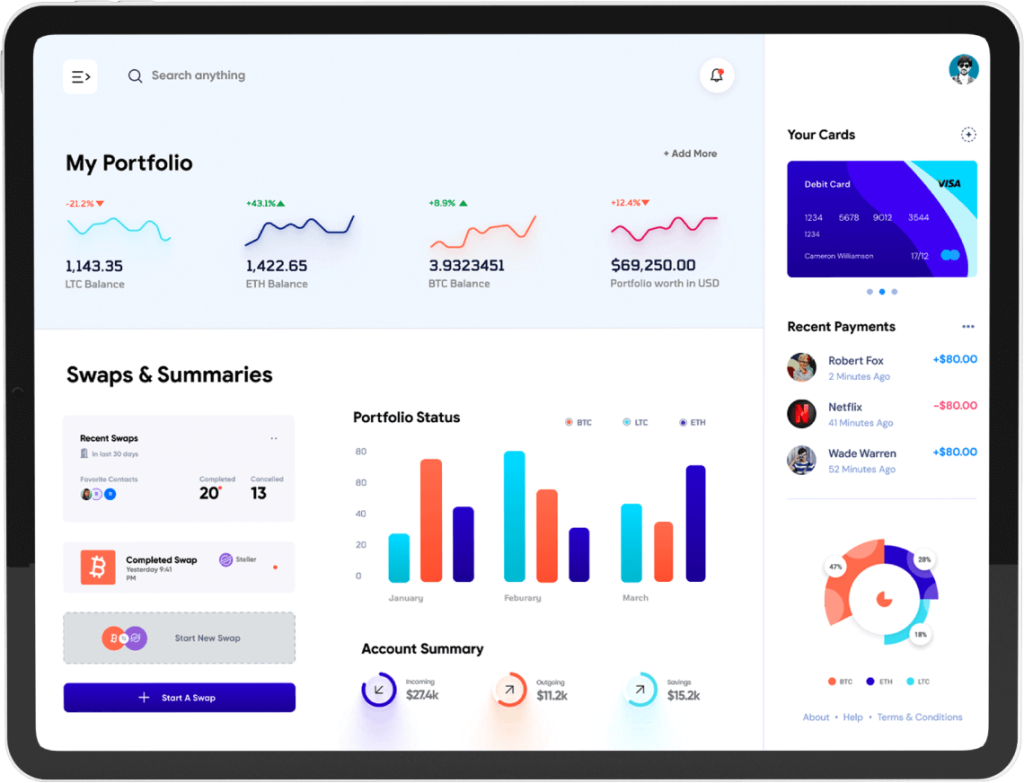 Search anything
My Portfolio
+ Add More
-21.2%
1,143.35
LTC Balance
+43.1%
1,422.65
ETH Balance
+8.9%
3.9323451
BTC Balance
+12.4%
$69,250.00
Portfolio worth in USD
Swaps & Summaries
Recent Swaps
In last 30 days
Favorite Contacts
Completed
20
Cancelled
13
Completed Swap
Yesterday 9:41
PM
Steller
Start New Swap
Start A Swap
Portfolio Status
BTC
LTC
ETH
80
80
40
20
0
January
Feburary
March
Account Summary
Incoming
$27.4k
Outgoing
$11.2k
Savings
$15.2k
Your Cards
Debit Card
VISA
1234 5678 9012 3544
1234
Cameron Williamson
17/12
Recent Payments
Robert Fox
+$80.00
2 Minutes Ago
N
Netflix
-$80.00
41 Minutes Ago
Wade Warren
+$80.00
52 Minutes Ago
47%
28%
18%
BTC
ETH
LTC
About • Help • Terms & Conditions